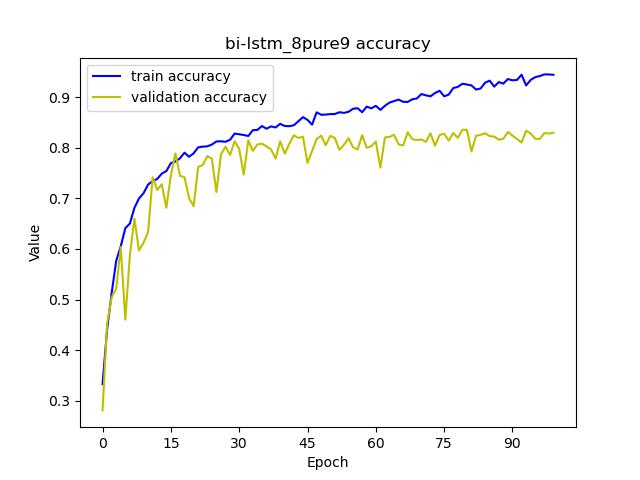 bi-lstm_8pure9 accuracy
train accuracy
validation accuracy
0.9
0.8
0.7
0.6
0.5
0.4
0.3
Value
0 15 30 45 60 75 90
Epoch